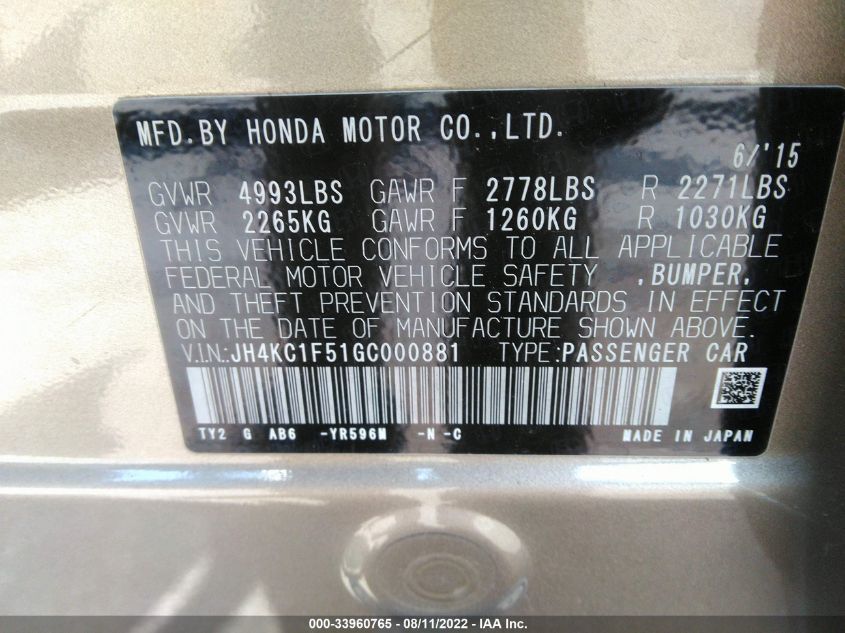 MFD.BY HONDA MOTOR CO.,LTD.
6/'15
GVWR 4993LBS GAWR F 2778LBS R 2271LBS
GVWR 2265KG GAWR F 1260KG R 1030KG
THIS VEHICLE CONFORMS TO ALL APPLICABLE
FEDERAL MOTOR VEHICLE SAFETY ,BUMPER,
AND THEFT PREVENTION STANDARDS IN EFFECT
ON THE DATE OF MANUFACTURE SHOWN ABOVE.
V.IN:JH4KC1F51GC000881 TYPE:PASSENGER CAR
TY2 G AB6 -YR596M -N -C MADE IN JAPAN
000-33960765 - 08/11/2022 - IAA Inc.